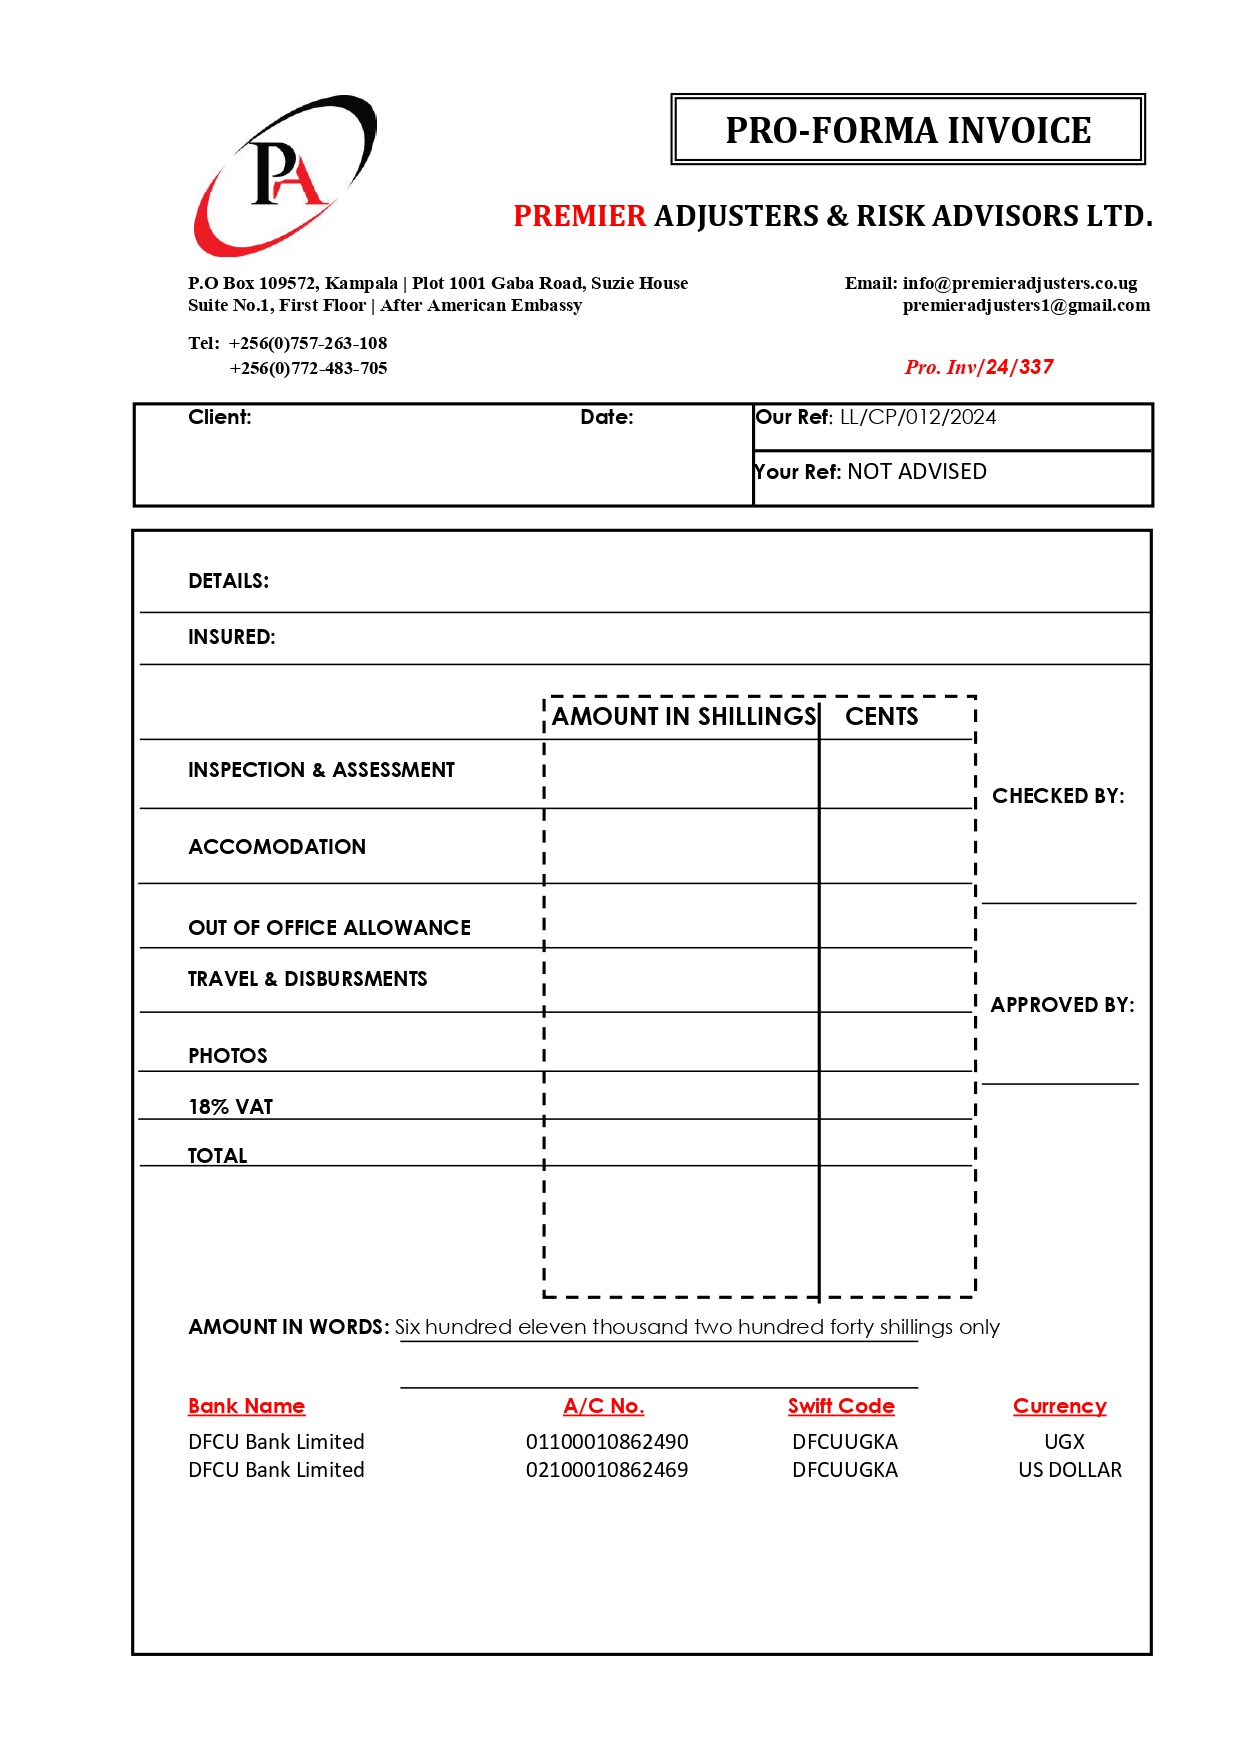 PA
PRO-FORMA INVOICE
PREMIER ADJUSTERS & RISK ADVISORS LTD.
P.O Box 109572, Kampala | Plot 1001 Gaba Road, Suzie House
Suite No.1, First Floor | After American Embassy
Email: info@premieradjusters.co.ug
premieradjusters1@gmail.com
Tel: +256(0)757-263-108
+256(0)772-483-705
Pro. Inv/24/337
Client:
Date:
Our Ref: LL/CP/012/2024
Your Ref: NOT ADVISED
DETAILS:
INSURED:
AMOUNT IN SHILLINGS CENTS
INSPECTION & ASSESSMENT
CHECKED BY:
ACCOMODATION
OUT OF OFFICE ALLOWANCE
TRAVEL & DISBURSMENTS
APPROVED BY:
PHOTOS
18% VAT
TOTAL
AMOUNT IN WORDS: Six hundred eleven thousand two hundred forty shillings only
Bank Name A/C No. Swift Code Currency
DFCU Bank Limited 01100010862490 DFCUUGKA UGX
DFCU Bank Limited 02100010862469 DFCUUGKA US DOLLAR